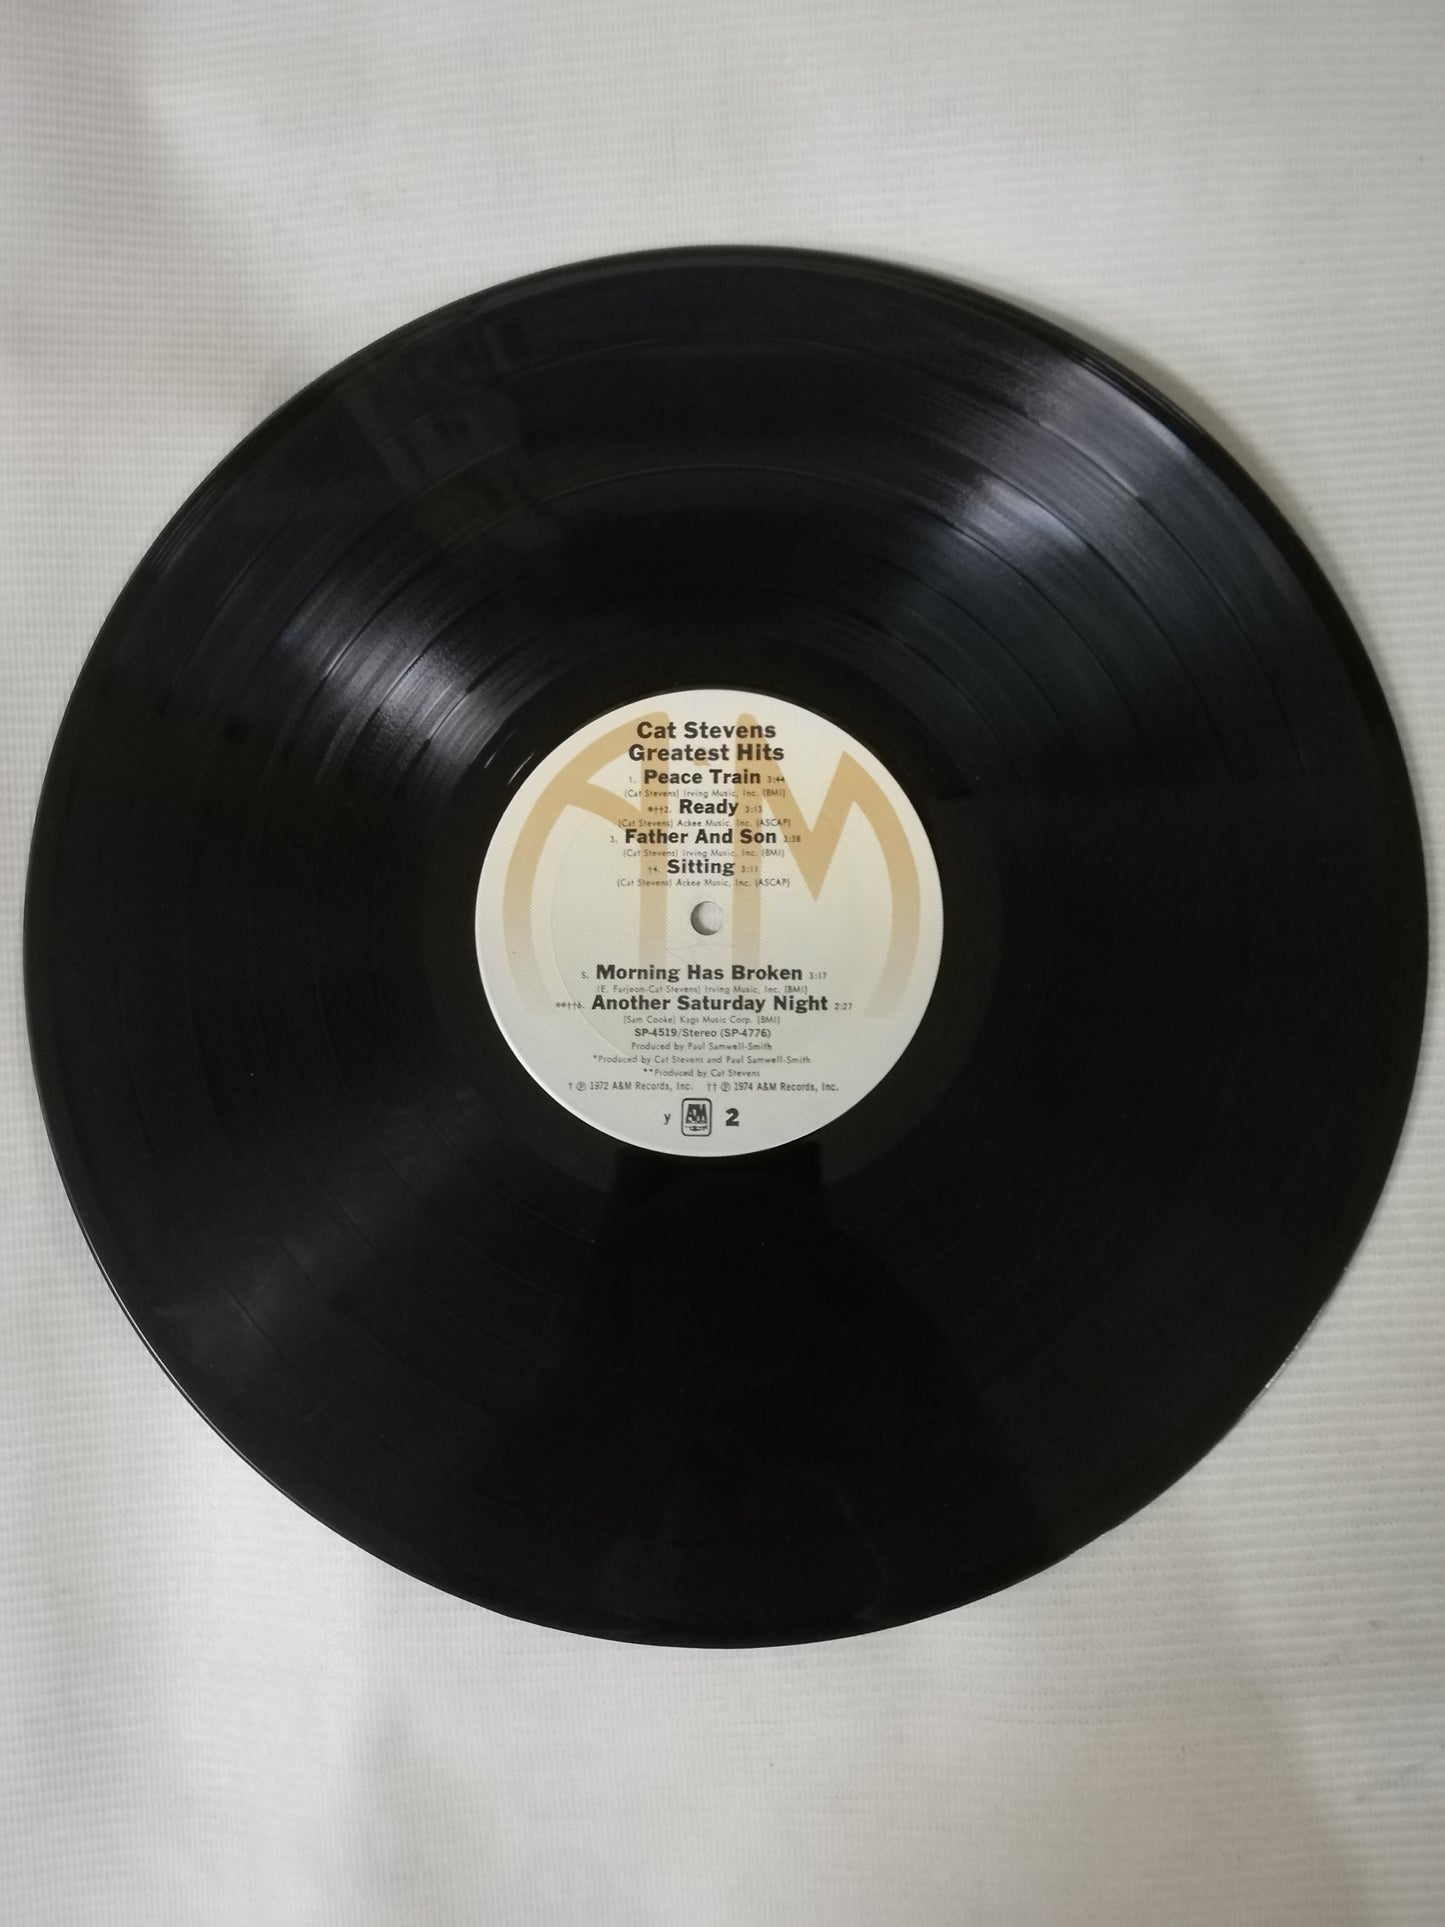 A&M
Cat Stevens
Greatest Hits
1. Peace Train 3:44
(Cat Stevens) Irving Music, Inc. (BMI)
*††2. Ready 3:13
(Cat Stevens) Ackee Music, Inc. (ASCAP)
3. Father And Son 3:38
(Cat Stevens) Irving Music, Inc. (BMI)
†4. Sitting 3:11
(Cat Stevens) Ackee Music, Inc. (ASCAP)
5. Morning Has Broken 3:17
(E. Farjeon-Cat Stevens) Irving Music, Inc. (BMI)
**††6. Another Saturday Night 2:27
(Sam Cooke) Kags Music Corp. (BMI)
SP-4519/Stereo (SP-4776)
Produced by Paul Samwell-Smith
*Produced by Cat Stevens and Paul Samwell-Smith
**Produced by Cat Stevens
† ℗ 1972 A&M Records, Inc. †† ℗ 1974 A&M Records, Inc.
y A&M 2